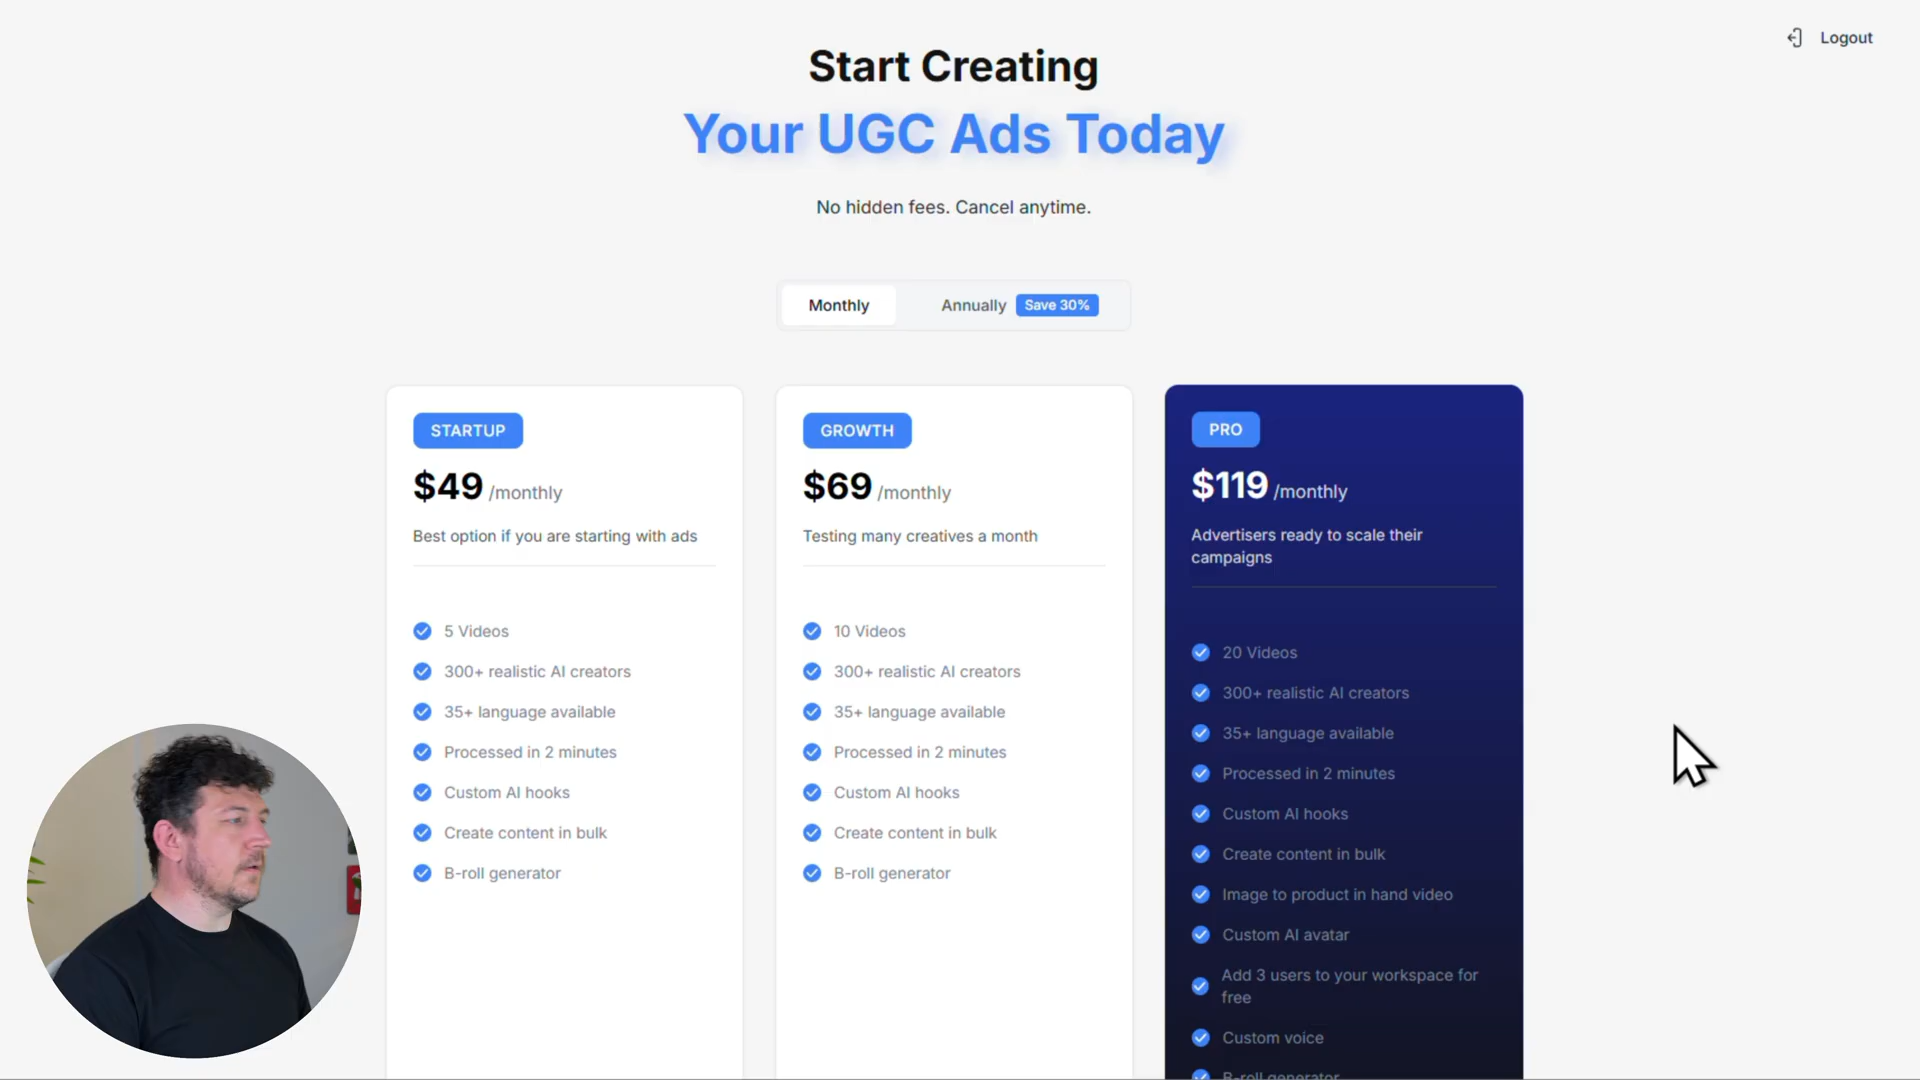 Logout
Start Creating
Your UGC Ads Today
No hidden fees. Cancel anytime.
Monthly
Annually Save 30%
STARTUP
$49 /monthly
Best option if you are starting with ads
5 Videos
300+ realistic AI creators
35+ language available
Processed in 2 minutes
Custom AI hooks
Create content in bulk
B-roll generator
GROWTH
$69 /monthly
Testing many creatives a month
10 Videos
300+ realistic AI creators
35+ language available
Processed in 2 minutes
Custom AI hooks
Create content in bulk
B-roll generator
PRO
$119 /monthly
Advertisers ready to scale their
campaigns
20 Videos
300+ realistic AI creators
35+ language available
Processed in 2 minutes
Custom AI hooks
Create content in bulk
Image to product in hand video
Custom AI avatar
Add 3 users to your workspace for
free
Custom voice
B-roll generator